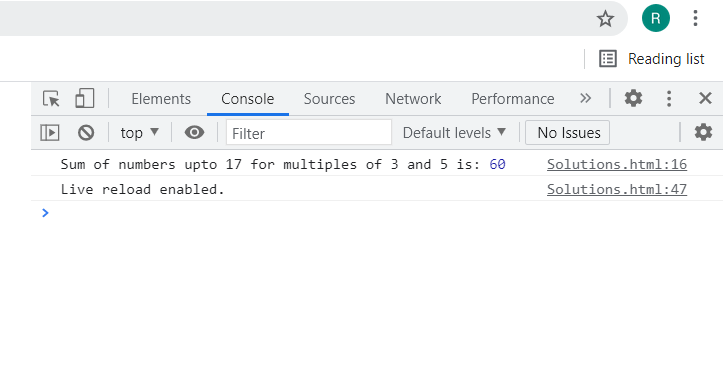 R
Reading list
Elements Console Sources Network Performance »
top ▼ Filter Default levels ▼ No Issues
Sum of numbers upto 17 for multiples of 3 and 5 is: 60 Solutions.html:16
Live reload enabled. Solutions.html:47
>